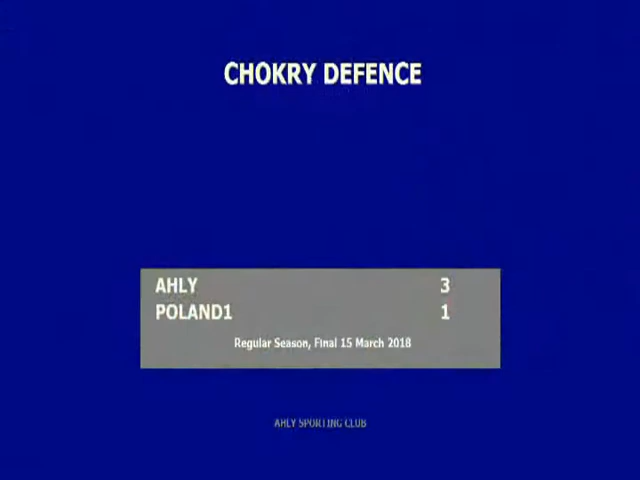 CHOKRY DEFENCE
AHLY 3
POLAND1 1
Regular Season, Final 15 March 2018
AHLY SPORTING CLUB